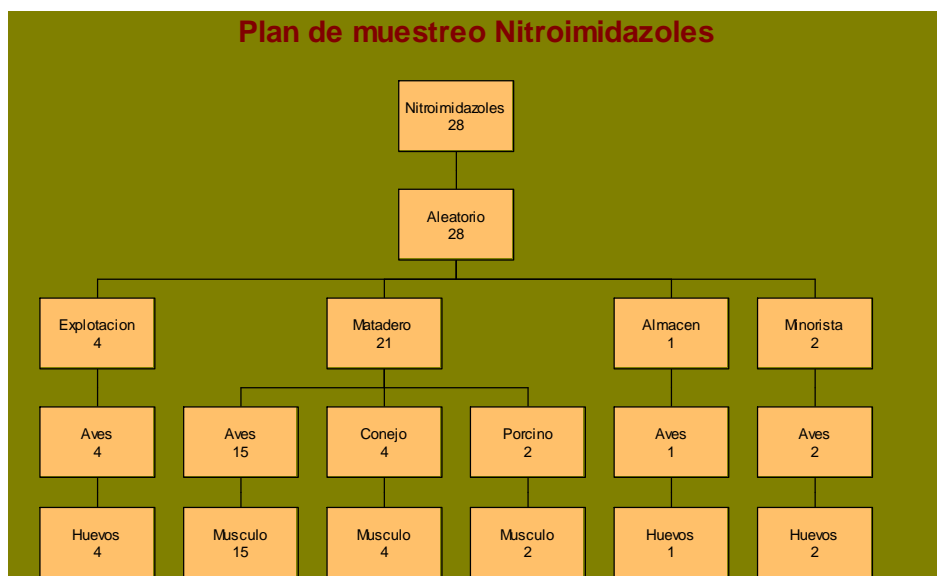 Plan de muestreo Nitroimidazoles
Nitroimidazoles
28
Aleatorio
28
Explotacion
4
Matadero
21
Almacen
1
Minorista
2
Aves
4
Aves
15
Conejo
4
Porcino
2
Aves
1
Aves
2
Huevos
4
Musculo
15
Musculo
4
Musculo
2
Huevos
1
Huevos
2